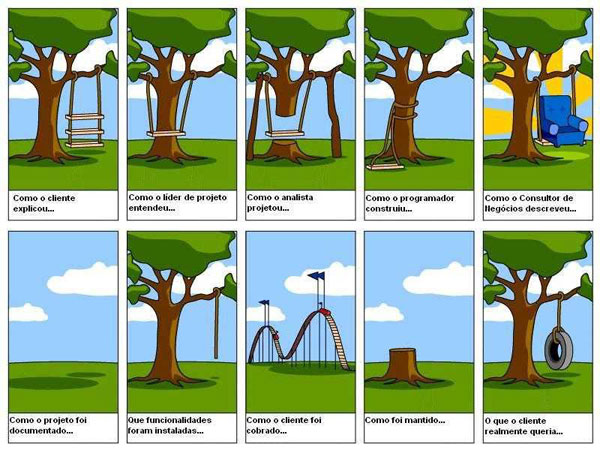 Como o cliente
explicou...
Como o lider de projeto
entendeu...
Como o analista
projetou...
Como o programador
construiu...
Como o Consultor de
Negócios descreveu...
Como o projeto foi
documentado...
Que funcionalidades
foram instaladas...
Como o cliente foi
cobrado...
Como foi mantido...
O que o cliente
realmente queria...